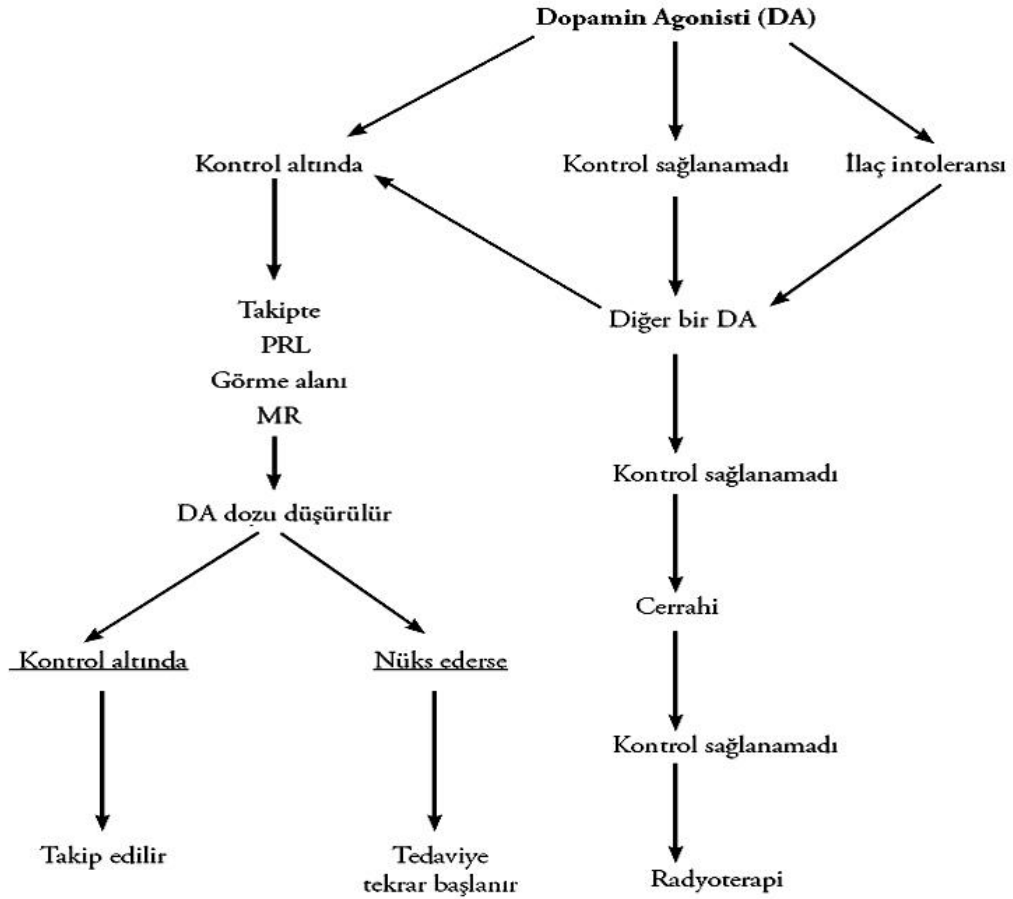 Dopamin Agonisti (DA)
Kontrol altında
Kontrol sağlanamadı
İlaç intoleransı
Takipte
PRL
Görme alanı
MR
Diğer bir DA
Kontrol sağlanamadı
DA dozu düşürülür
Cerrahi
Kontrol altında
Nüks ederse
Kontrol sağlanamadı
Takip edilir
Tedaviye
tekrar başlanır
Radyoterapi